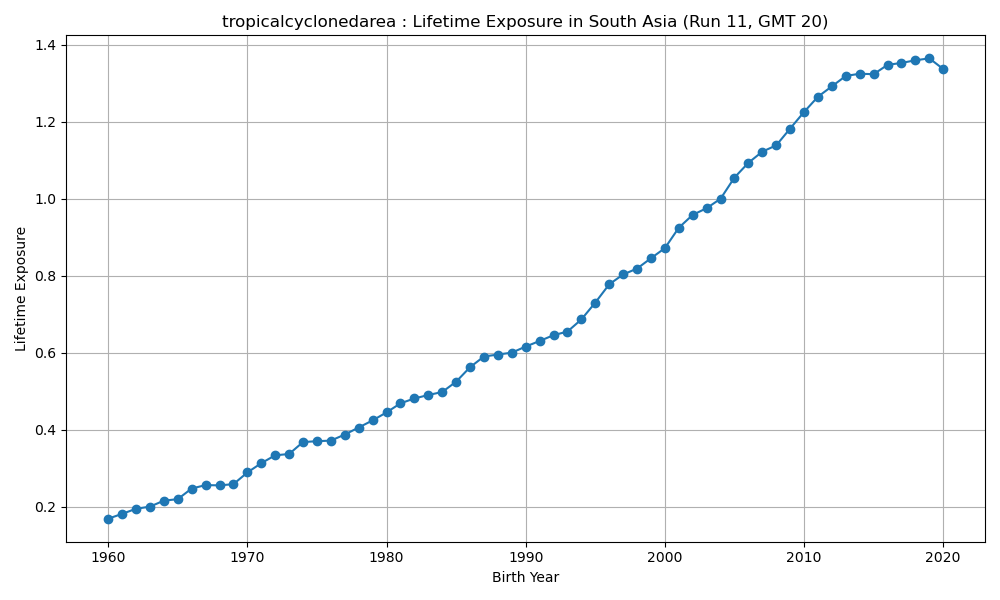 tropicalcyclonedarea : Lifetime Exposure in South Asia (Run 11, GMT 20)
Lifetime Exposure
1.4
1.2
1.0
0.8
0.6
0.4
0.2
1960 1970 1980 1990 2000 2010 2020
Birth Year